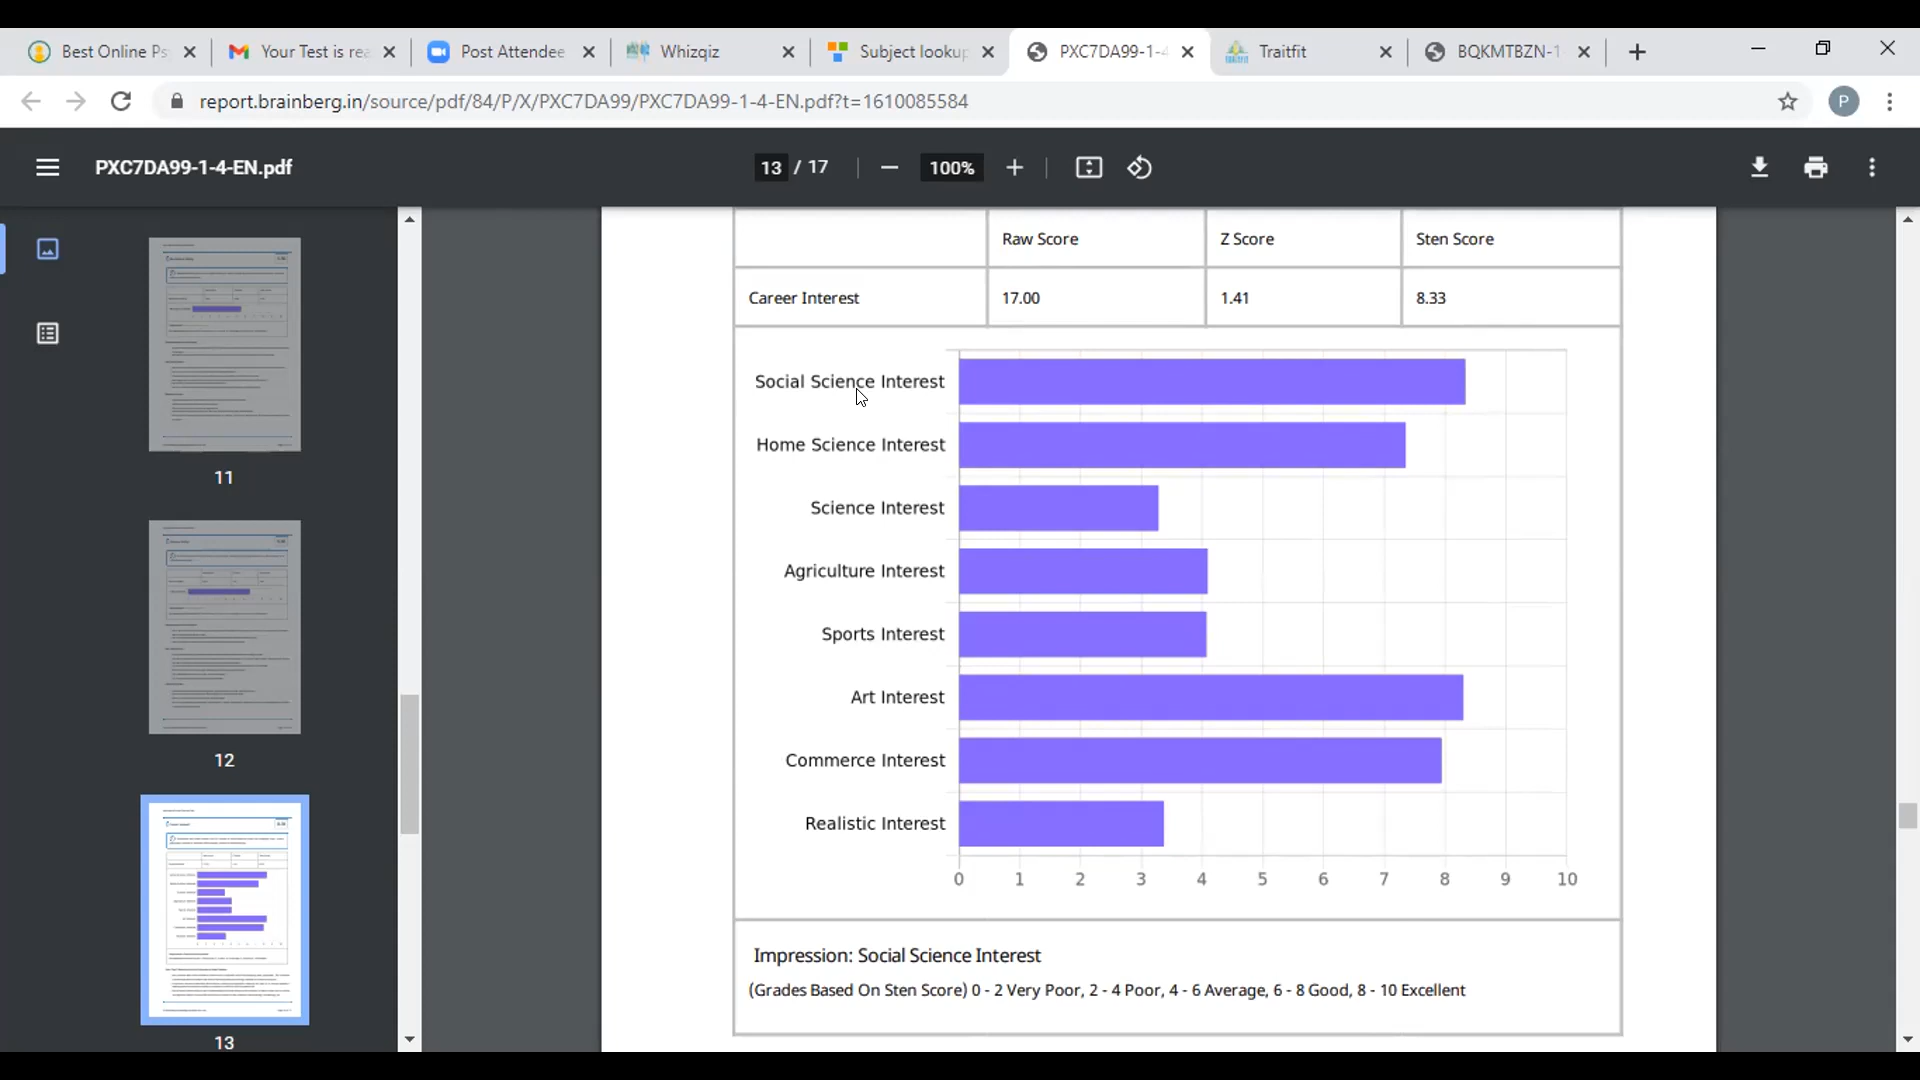 Best Online Ps
Your Test is rea
Post Attendee
Whizqiz
Subject lookup
PXC7DA99-1-4
Traitfit
BQKMTBZN-1
report.brainberg.in/source/pdf/84/P/X/PXC7DA99/PXC7DA99-1-4-EN.pdf?t=1610085584
P
PXC7DA99-1-4-EN.pdf
13 / 17
100%
11
12
13
Raw Score Z Score Sten Score
Career Interest 17.00 1.41 8.33
Social Science Interest
Home Science Interest
Science Interest
Agriculture Interest
Sports Interest
Art Interest
Commerce Interest
Realistic Interest
0 1 2 3 4 5 6 7 8 9 10
Impression: Social Science Interest
(Grades Based On Sten Score) 0 - 2 Very Poor, 2 - 4 Poor, 4 - 6 Average, 6 - 8 Good, 8 - 10 Excellent